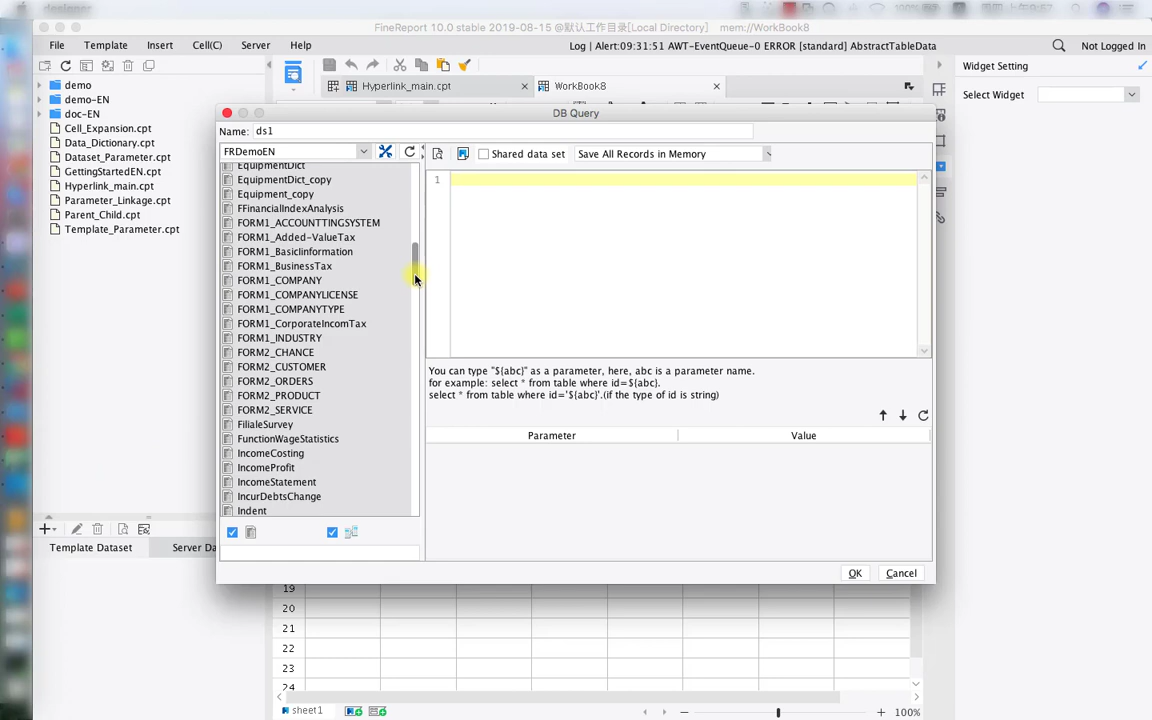 designer
100%
9:57
FineReport 10.0 stable 2019-08-15 @默认工作目录[Local Directory] mem://WorkBook8
File Template Insert Cell(C) Server Help
Log | Alert:09:31:51 AWT-EventQueue-0 ERROR [standard] AbstractTableData
Not Logged In
Widget Setting
Select Widget
demo
demo-EN
doc-EN
Cell_Expansion.cpt
Data_Dictionary.cpt
Dataset_Parameter.cpt
GettingStartedEN.cpt
Hyperlink_main.cpt
Parameter_Linkage.cpt
Parent_Child.cpt
Template_Parameter.cpt
Template Dataset
Server Da
Hyperlink_main.cpt
WorkBook8
DB Query
Name: ds1
FRDemoEN
Shared data set
Save All Records in Memory
EquipmentDict
EquipmentDict_copy
Equipment_copy
FFinancialIndexAnalysis
FORM1_ACCOUNTTINGSYSTEM
FORM1_Added-ValueTax
FORM1_BasicIinformation
FORM1_BusinessTax
FORM1_COMPANY
FORM1_COMPANYLICENSE
FORM1_COMPANYTYPE
FORM1_CorporateIncomTax
FORM1_INDUSTRY
FORM2_CHANCE
FORM2_CUSTOMER
FORM2_ORDERS
FORM2_PRODUCT
FORM2_SERVICE
FilialeSurvey
FunctionWageStatistics
IncomeCosting
IncomeProfit
IncomeStatement
IncurDebtsChange
Indent
1
You can type "${abc}" as a parameter, here, abc is a parameter name.
for example: select * from table where id=${abc}.
select * from table where id='${abc}'.(if the type of id is string)
Parameter Value
OK Cancel
19
20
21
22
23
24
sheet1
100%